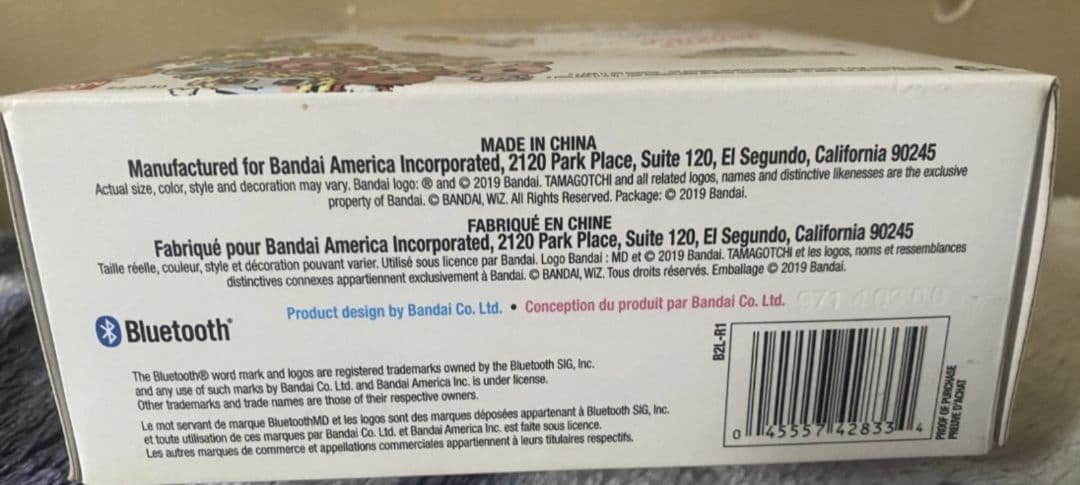 MADE IN CHINA
Manufactured for Bandai America Incorporated, 2120 Park Place, Suite 120, El Segundo, California 90245
Actual size, color, style and decoration may vary. Bandai logo: ® and © 2019 Bandai. TAMAGOTCHI and all related logos, names and distinctive likenesses are the exclusive
property of Bandai. © BANDAI, WiZ. All Rights Reserved. Package: © 2019 Bandai.
FABRIQUÉ EN CHINE
Fabriqué pour Bandai America Incorporated, 2120 Park Place, Suite 120, El Segundo, California 90245
Taille réelle, couleur, style et décoration pouvant varier. Utilisé sous licence par Bandai. Logo Bandai : MD et © 2019 Bandai. TAMAGOTCHI et les logos, noms et ressemblances
distinctives connexes appartiennent exclusivement à Bandai. © BANDAI, WiZ. Tous droits réservés. Emballage © 2019 Bandai.
Product design by Bandai Co. Ltd. • Conception du produit par Bandai Co. Ltd.
Bluetooth®
The Bluetooth® word mark and logos are registered trademarks owned by the Bluetooth SIG, Inc.
and any use of such marks by Bandai Co. Ltd. and Bandai America Inc. is under license.
Other trademarks and trade names are those of their respective owners.
Le mot servant de marque BluetoothMD et les logos sont des marques déposées appartenant à Bluetooth SIG, Inc.
et toute utilisation de ces marques par Bandai Co. Ltd. et Bandai America Inc. est faite sous licence.
Les autres marques de commerce et appellations commerciales appartiennent à leurs titulaires respectifs.
B2L-R1
0 45557 42833 4
PROOF OF PURCHASE
PREUVE D'ACHAT